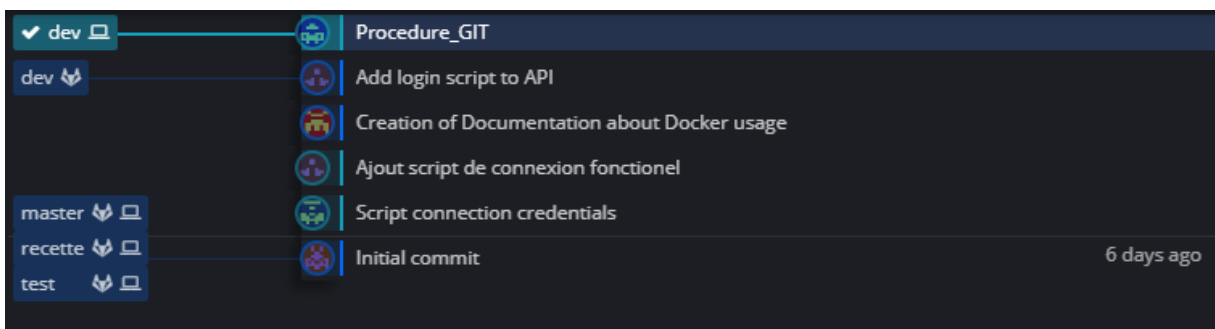 dev Procedure_GIT
dev Add login script to API
Creation of Documentation about Docker usage
Ajout script de connexion fonctionel
master Script connection credentials
recette Initial commit 6 days ago
test